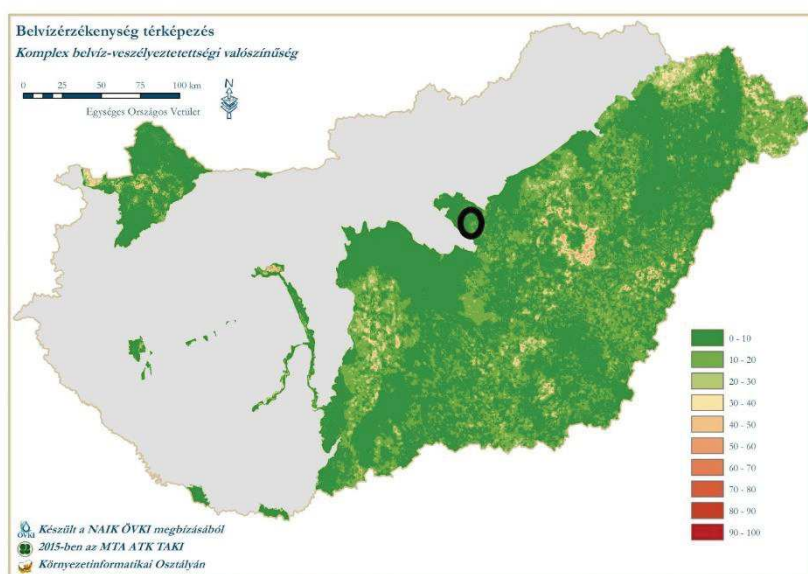 Belvízérzékenység térképezés
Komplex belvíz-veszélyeztetettségi valószínűség
0 25 50 75 100 km
Egységes Országos Vetület
N
0 - 10
10 - 20
20 - 30
30 - 40
40 - 50
50 - 60
60 - 70
70 - 80
80 - 90
90 - 100
ÖVKI
Készült a NAIK ÖVKI megbízásából
2015-ben az MTA ATK TAKI
Környezetinformatikai Osztályán